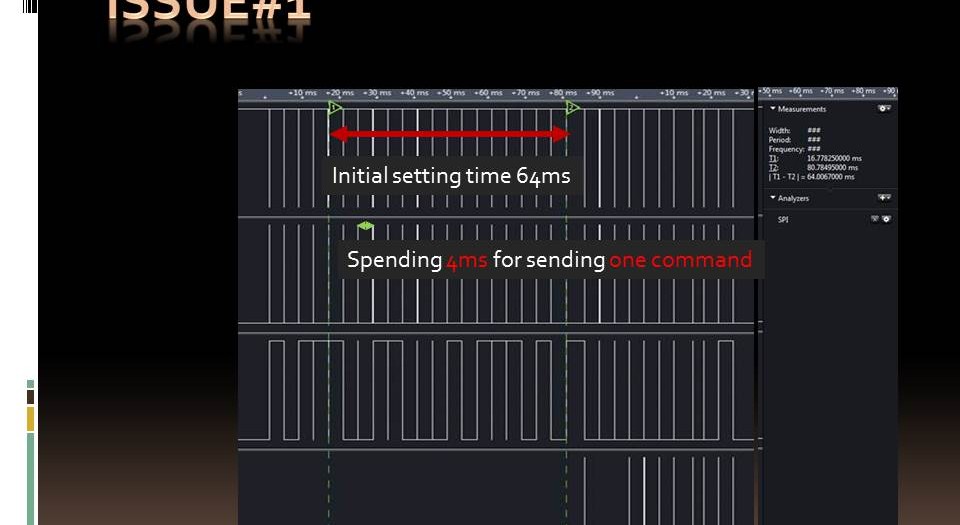 ISSUE#1
s +10 ms +20 ms +30 ms +40 ms +50 ms +60 ms +70 ms +80 ms +90 ms +10 ms +20 ms +30 +50 ms +60 ms +70 ms +80 ms +90
1 2
Measurements
Width: ###
Period: ###
Frequency: ###
T1: 16.778250000 ms
T2: 80.78495000 ms
| T1 - T2 | = 64.0067000 ms
Initial setting time 64ms
Analyzers
SPI
Spending 4ms for sending one command